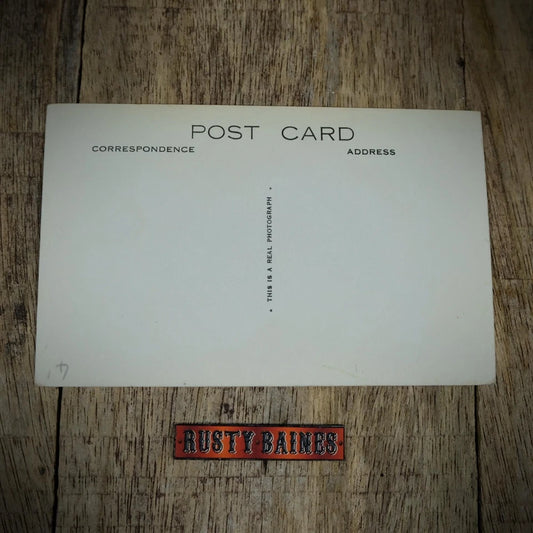 POST CARD
CORRESPONDENCE
ADDRESS
THIS IS A REAL PHOTOGRAPH
RUSTY·BAINES